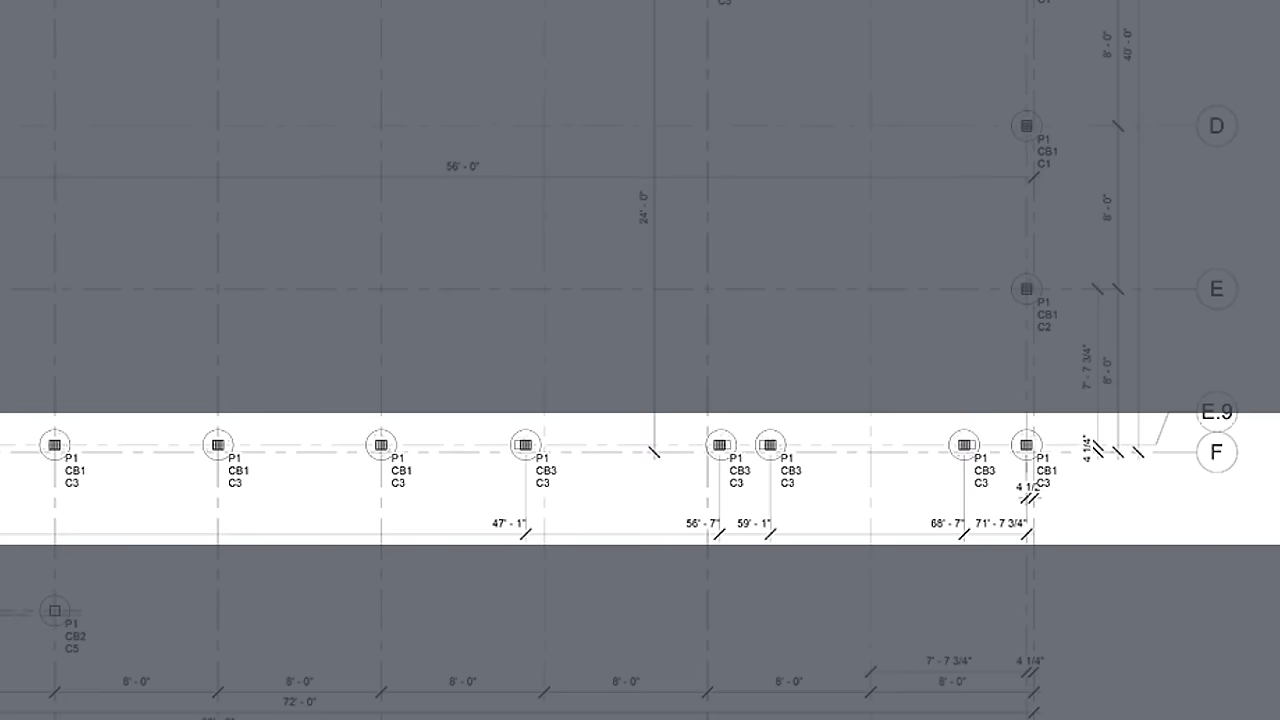 C3
C1
8' - 0"
40' - 0"
D
P1
CB1
C1
56' - 0"
24' - 0"
8' - 0"
E
P1
CB1
C2
7' - 7 3/4"
8' - 0"
E.9
F
4 1/4"
P1
CB1
C3
P1
CB1
C3
P1
CB1
C3
P1
CB3
C3
P1
CB3
C3
P1
CB3
C3
P1
CB3
C3
P1
CB1
C3
4 1/2
47' - 1"
56' - 7"
59' - 1"
68' - 7"
71' - 7 3/4"
P1
CB2
C5
7' - 7 3/4"
4 1/4"
8' - 0"
8' - 0"
8' - 0"
8' - 0"
8' - 0"
8' - 0"
72' - 0"